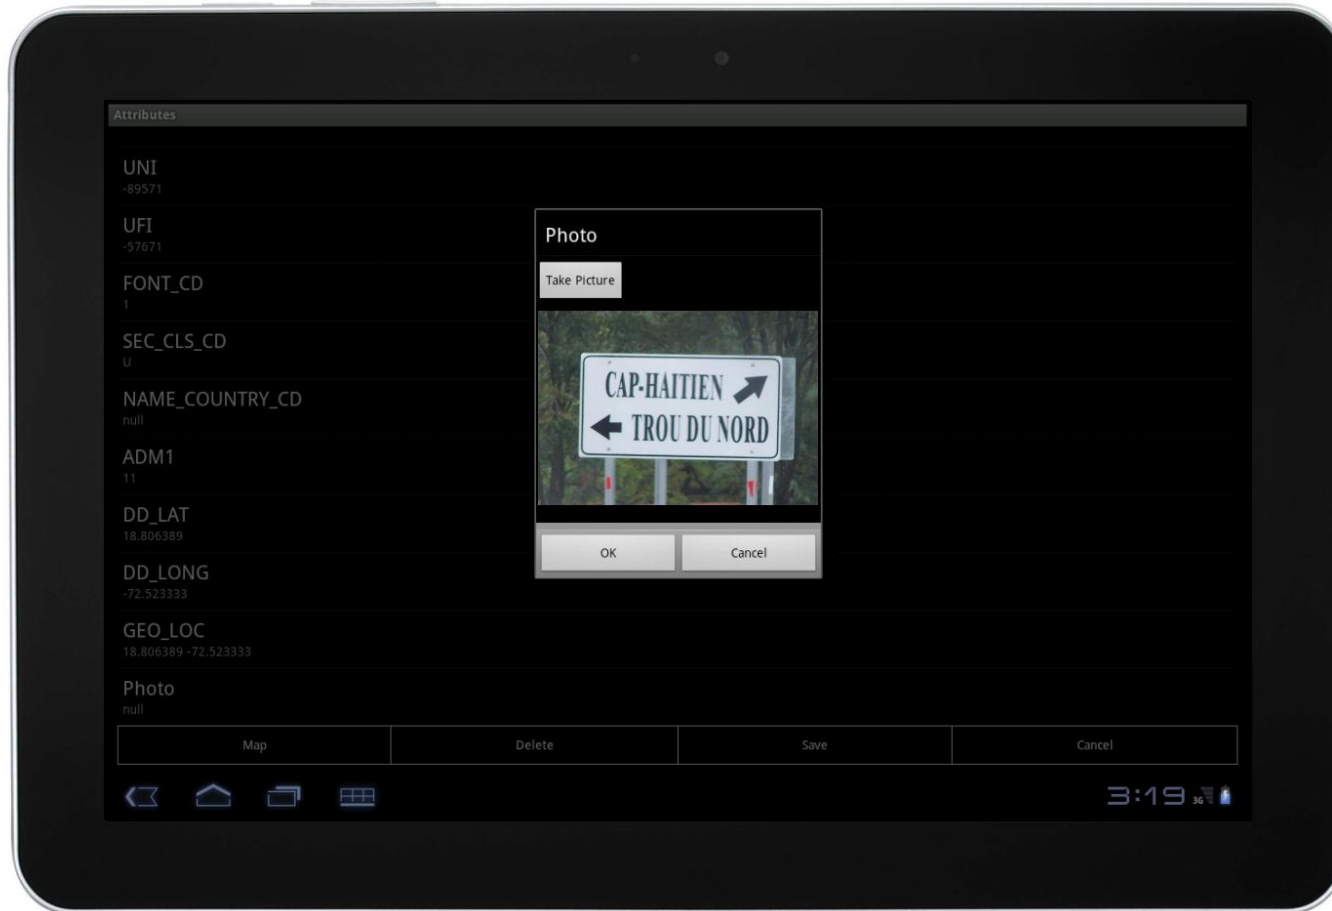 Attributes
UNI
-89571
UFI
-57671
FONT_CD
1
SEC_CLS_CD
U
NAME_COUNTRY_CD
null
ADM1
11
DD_LAT
18.806389
DD_LONG
-72.523333
GEO_LOC
18.806389 -72.523333
Photo
null
Photo
Take Picture
CAP-HAITIEN
TROU DU NORD
OK
Cancel
Map
Delete
Save
Cancel
3:19
3G